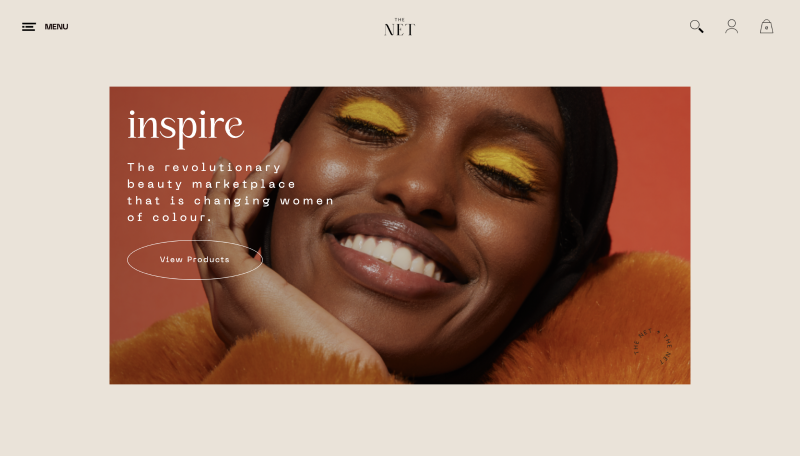 MENU
THE
NET
0
inspire
The revolutionary
beauty marketplace
that is changing women
of colour.
View Products
THE NET • THE NET